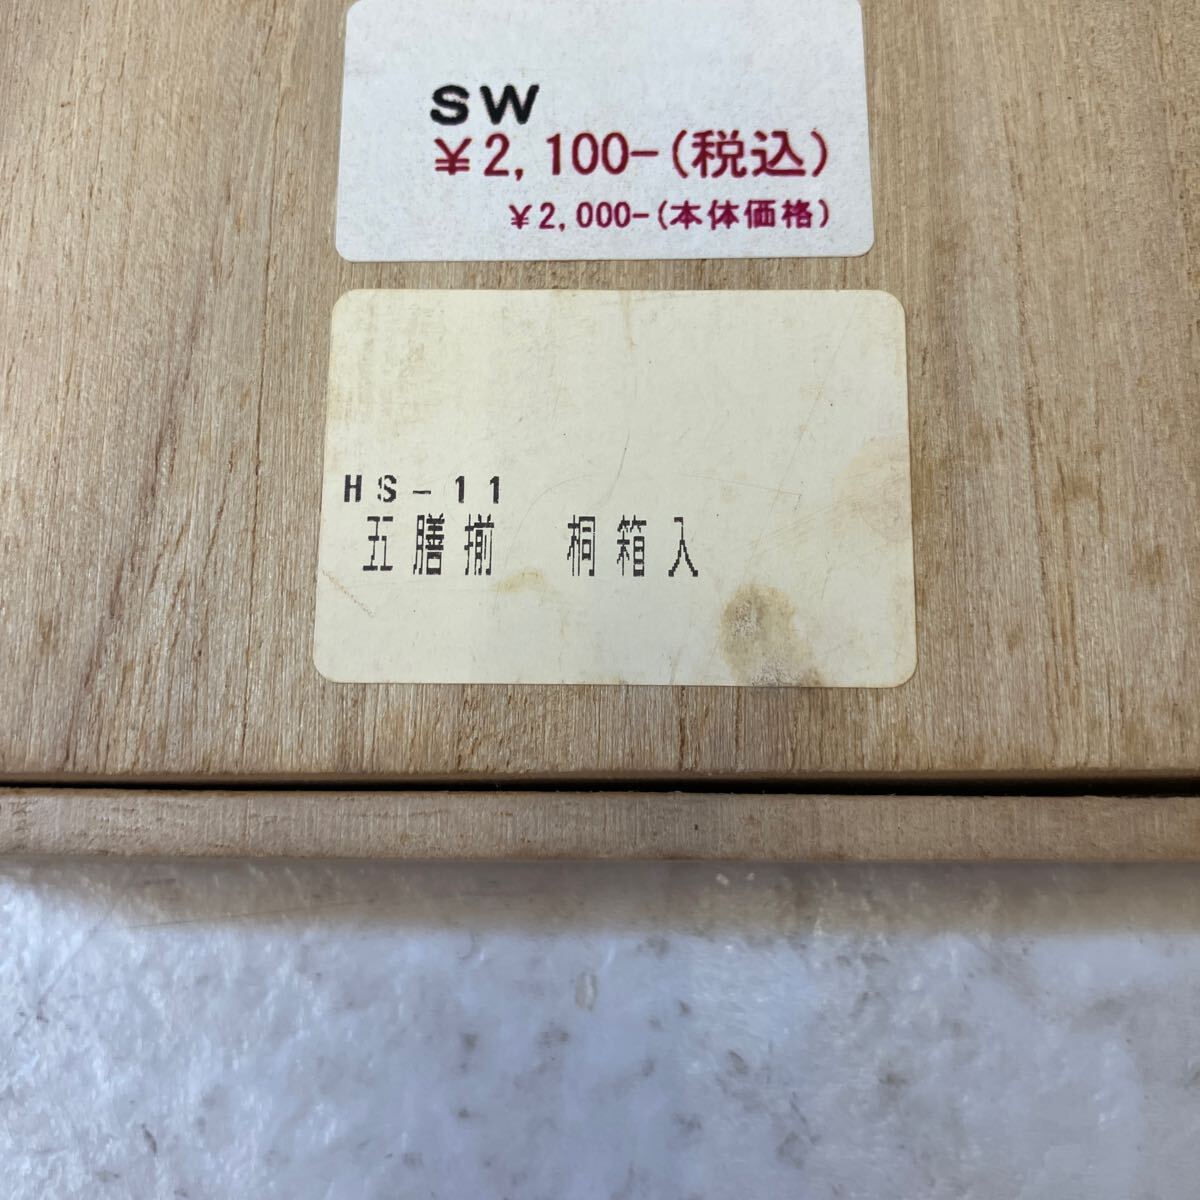 SW
¥2,100-(税込)
¥2,000-(本体価格)
HS-11
五膳揃　桐箱入